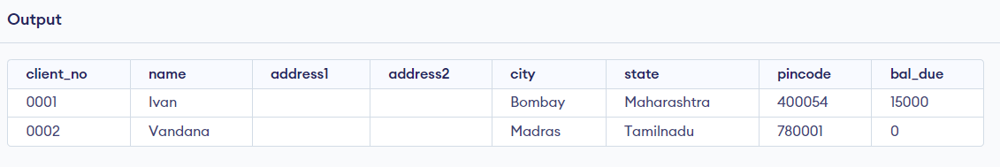 Output
client_no name address1 address2 city state pincode bal_due
0001 Ivan Bombay Maharashtra 400054 15000
0002 Vandana Madras Tamilnadu 780001 0